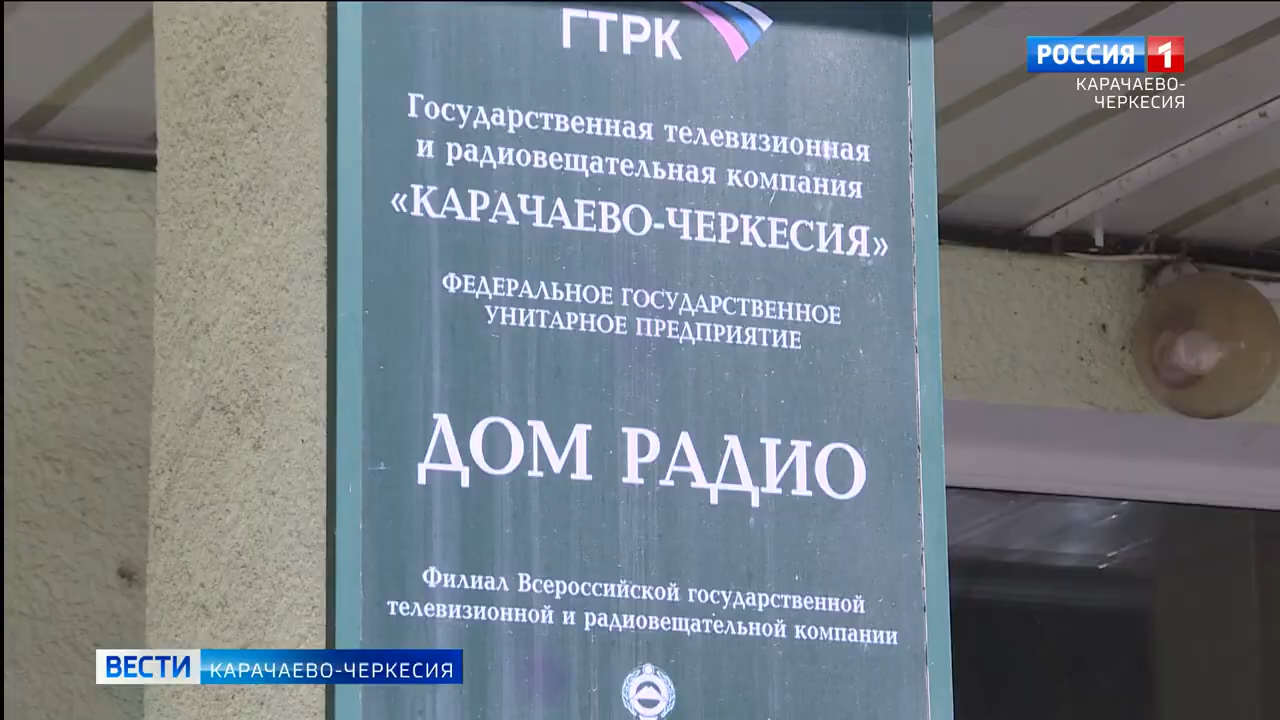 ГТРК
РОССИЯ 1
КАРАЧАЕВО-
ЧЕРКЕСИЯ
Государственная телевизионная
и радиовещательная компания
«КАРАЧАЕВО-ЧЕРКЕСИЯ»
ФЕДЕРАЛЬНОЕ ГОСУДАРСТВЕННОЕ
УНИТАРНОЕ ПРЕДПРИЯТИЕ
ДОМ РАДИО
Филиал Всероссийской государственной
телевизионной и радиовещательной компании
ВЕСТИ КАРАЧАЕВО-ЧЕРКЕСИЯ